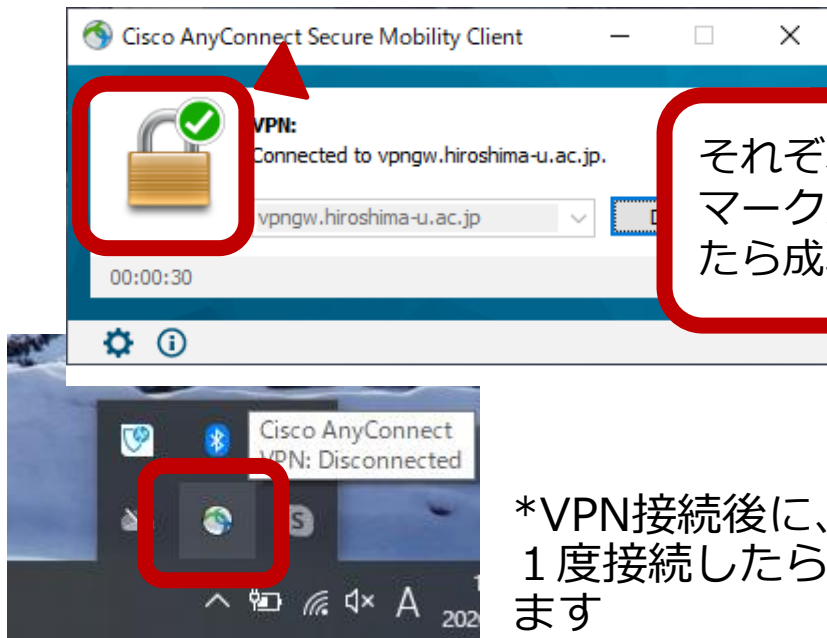 Cisco AnyConnect Secure Mobility Client
VPN:
Connected to vpngw.hiroshima-u.ac.jp.
vpngw.hiroshima-u.ac.jp
00:00:30
それぞ
マーク
たら成
Cisco AnyConnect
VPN: Disconnected
S
A
202
*VPN接続後に、
１度接続したら
ます